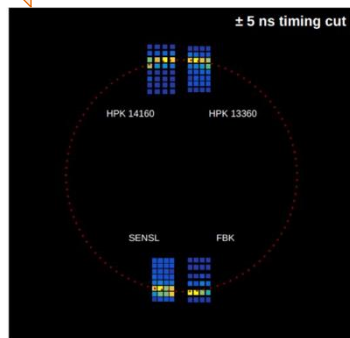 ± 5 ns timing cut
HPK 14160
HPK 13360
SENSL
FBK